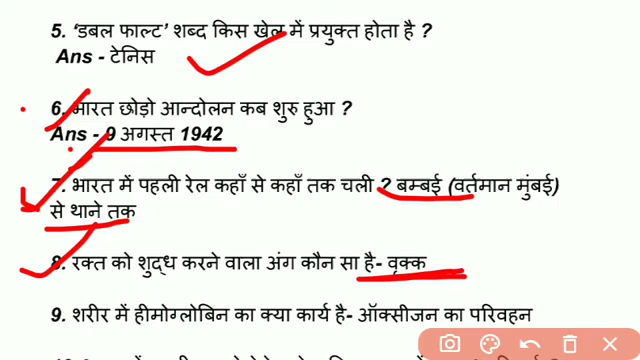 5. ‘डबल फाल्ट’ शब्द किस खेल में प्रयुक्त होता है ?
Ans - टेनिस
6. भारत छोड़ो आन्दोलन कब शुरु हुआ ?
Ans - 9 अगस्त 1942
7. भारत में पहली रेल कहाँ से कहाँ तक चली ? बम्बई (वर्तमान मुंबई)
से थाने तक
8. रक्त को शुद्ध करने वाला अंग कौन सा है- वृक्क
9. शरीर में हीमोग्लोबिन का क्या कार्य है- ऑक्सीजन का परिवहन